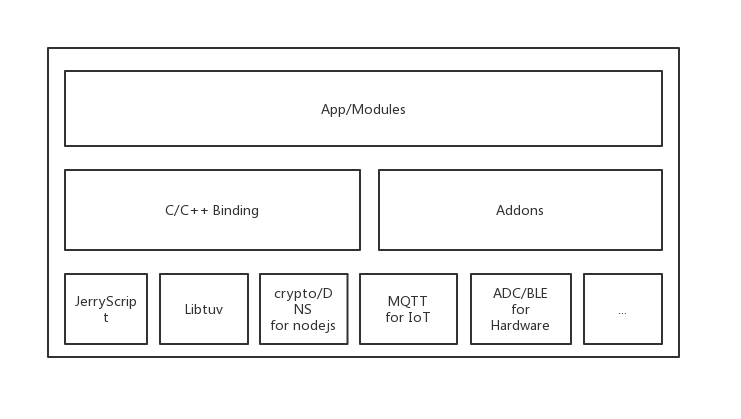 App/Modules
C/C++ Binding
Addons
JerryScrip
t
Libtuv
crypto/D
NS
for nodejs
MQTT
for IoT
ADC/BLE
for
Hardware
...